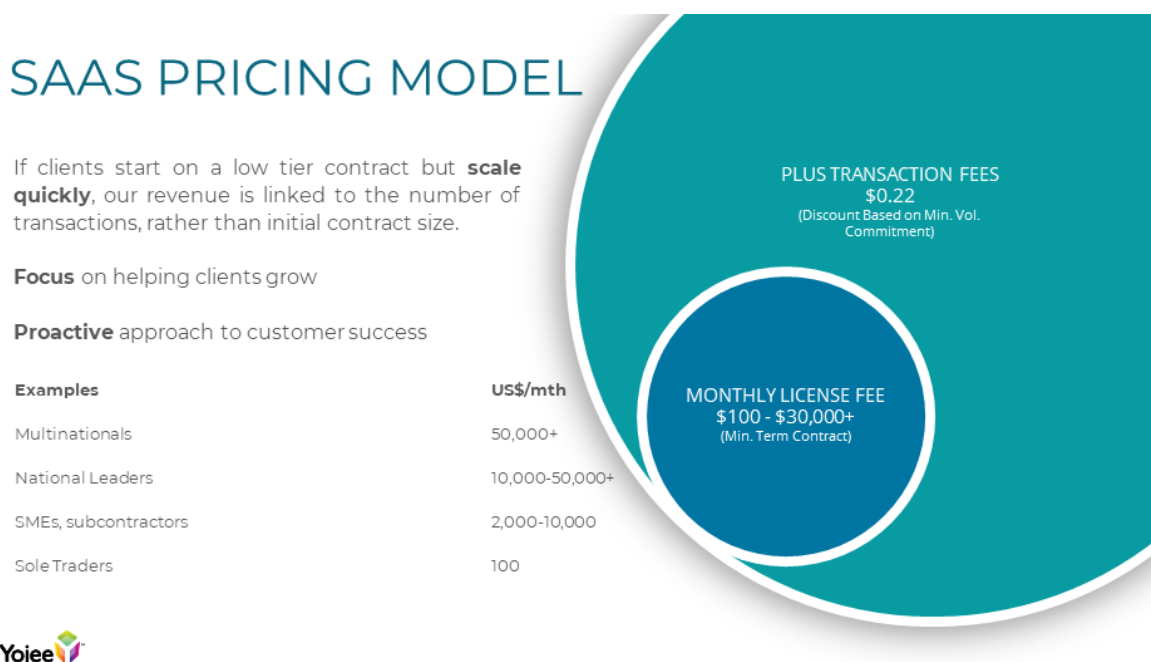 SAAS PRICING MODEL
If clients start on a low tier contract but scale
quickly, our revenue is linked to the number of
transactions, rather than initial contract size.
Focus on helping clients grow
Proactive approach to customer success
Examples US$/mth
Multinationals 50,000+
National Leaders 10,000-50,000+
SMEs, subcontractors 2,000-10,000
Sole Traders 100
PLUS TRANSACTION FEES
$0.22
(Discount Based on Min. Vol.
Commitment)
MONTHLY LICENSE FEE
$100 - $30,000+
(Min. Term Contract)
Yojee